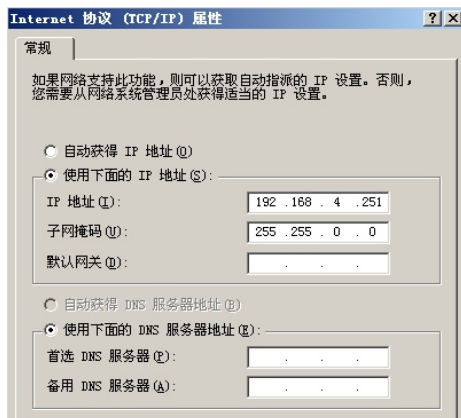 Internet 协议 (TCP/IP) 属性
常规
如果网络支持此功能，则可以获取自动指派的 IP 设置。否则，
您需要从网络系统管理员处获得适当的 IP 设置。
自动获得 IP 地址(O)
使用下面的 IP 地址(S):
IP 地址(I): 192 .168 . 4 .251
子网掩码(U): 255 .255 . 0 . 0
默认网关(D): . . .
自动获得 DNS 服务器地址(B)
使用下面的 DNS 服务器地址(E):
首选 DNS 服务器(P): . . .
备用 DNS 服务器(A): . . .